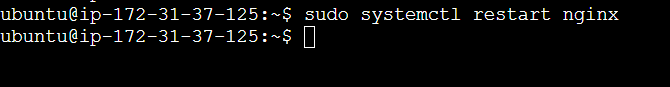 ubuntu@ip-172-31-37-125:~$ sudo systemctl restart nginx
ubuntu@ip-172-31-37-125:~$